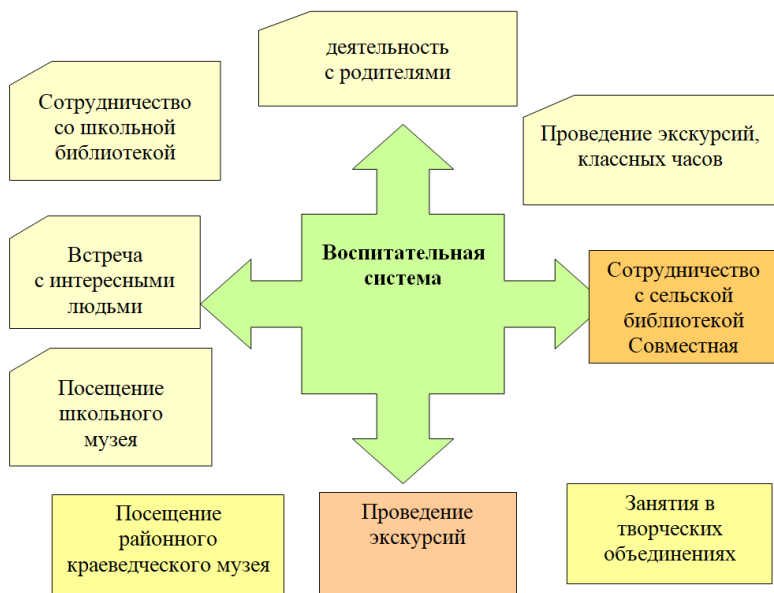 деятельность
с родителями
Сотрудничество
со школьной
библиотекой
Проведение экскурсий,
классных часов
Встреча
с интересными
людьми
Воспитательная
система
Сотрудничество
с сельской
библиотекой
Совместная
Посещение
школьного
музея
Посещение
районного
краеведческого музея
Проведение
экскурсий
Занятия в
творческих
объединениях